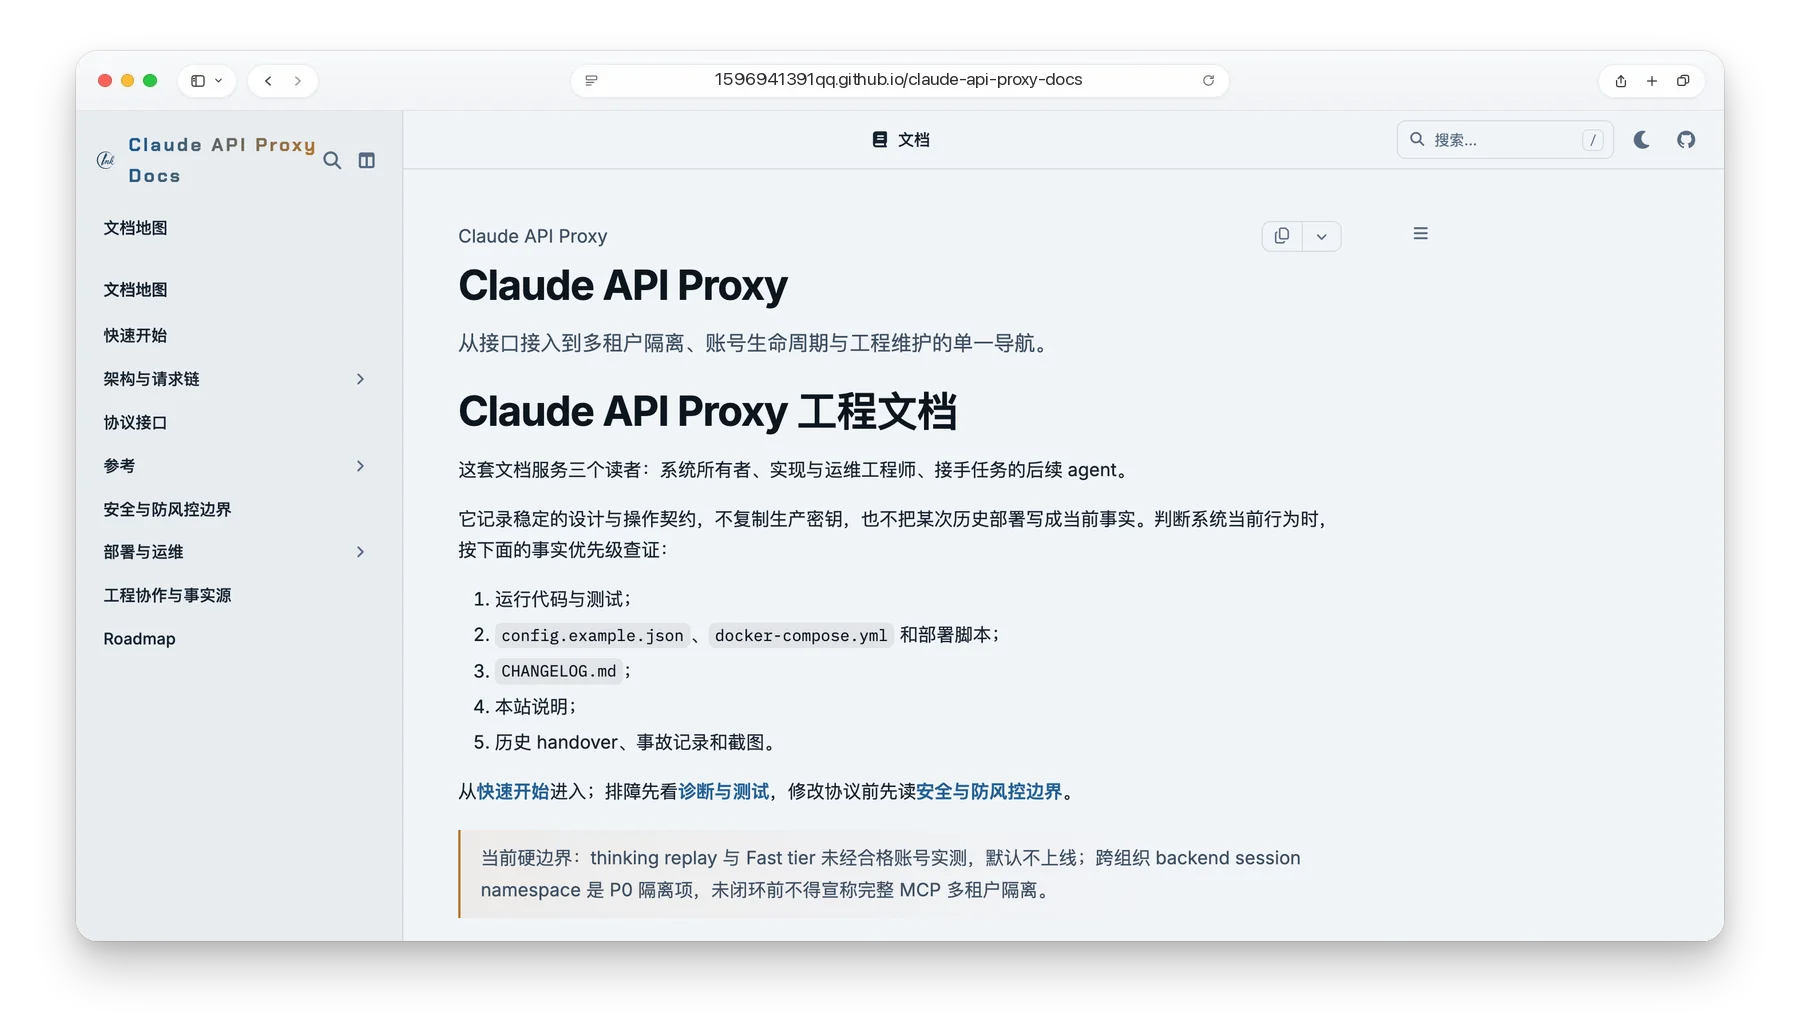 1596941391qq.github.io/claude-api-proxy-docs
Claude API Proxy
Docs
文档地图
文档地图
快速开始
架构与请求链
协议接口
参考
安全与防风控边界
部署与运维
工程协作与事实源
Roadmap
文档
搜索...
/
Claude API Proxy
Claude API Proxy
从接口接入到多租户隔离、账号生命周期与工程维护的单一导航。
Claude API Proxy 工程文档
这套文档服务三个读者：系统所有者、实现与运维工程师、接手任务的后续 agent。
它记录稳定的设计与操作契约，不复制生产密钥，也不把某次历史部署写成当前事实。判断系统当前行为时，
按下面的事实优先级查证：
1. 运行代码与测试；
2. config.example.json、docker-compose.yml 和部署脚本；
3. CHANGELOG.md；
4. 本站说明；
5. 历史 handover、事故记录和截图。
从快速开始进入；排障先看诊断与测试，修改协议前先读安全与防风控边界。
当前硬边界：thinking replay 与 Fast tier 未经合格账号实测，默认不上线；跨组织 backend session
namespace 是 P0 隔离项，未闭环前不得宣称完整 MCP 多租户隔离。